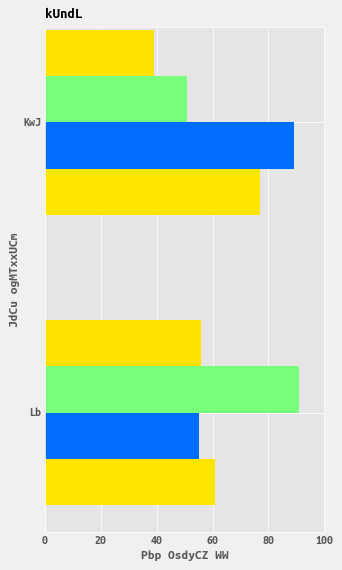 kUndL
KwJ
Lb
JdCu ogMTxxUCm
0 20 40 60 80 100
Pbp OsdyCZ WW